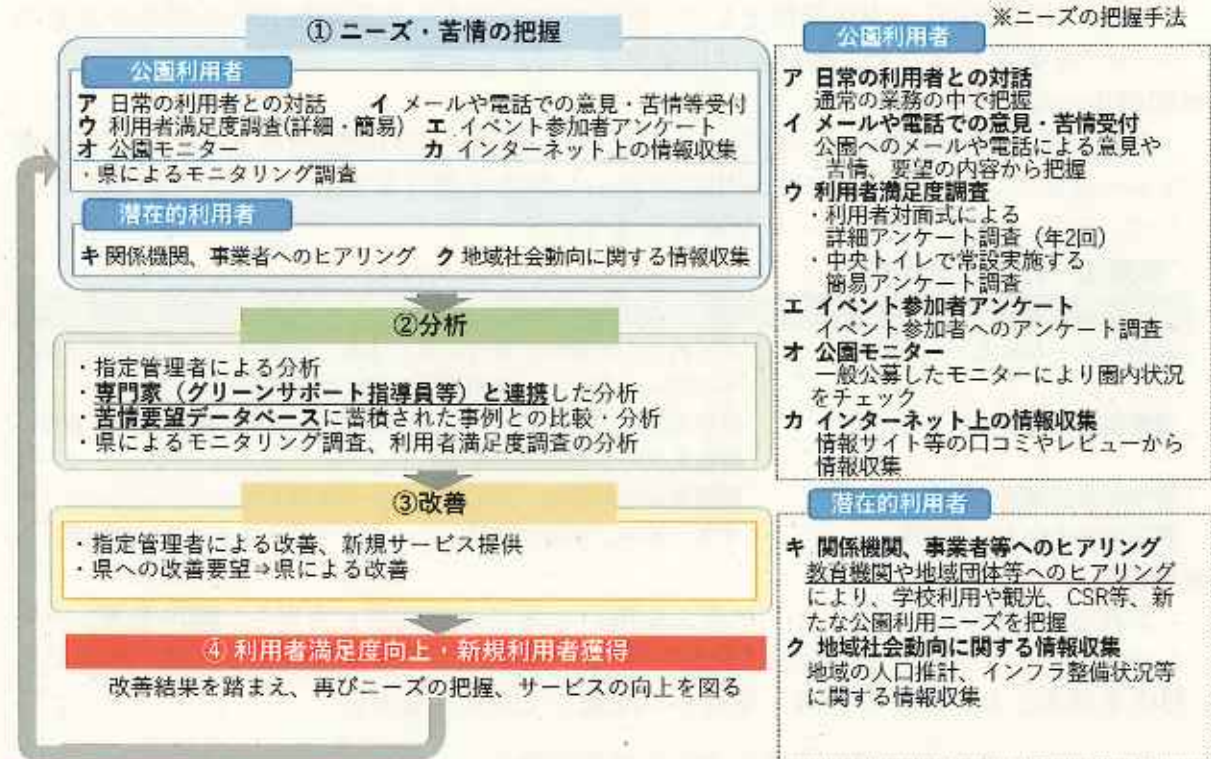 ① ニーズ・苦情の把握
公園利用者
ア 日常の利用者との対話 イ メールや電話での意見・苦情等受付
ウ 利用者満足度調査(詳細・簡易) エ イベント参加者アンケート
オ 公園モニター カ インターネット上の情報収集
・県によるモニタリング調査
潜在的利用者
キ 関係機関、事業者へのヒアリング ク 地域社会動向に関する情報収集
②分析
・指定管理者による分析
・専門家（グリーンサポート指導員等）と連携した分析
・苦情要望データベースに蓄積された事例との比較・分析
・県によるモニタリング調査、利用者満足度調査の分析
③改善
・指定管理者による改善、新規サービス提供
・県への改善要望⇒県による改善
④ 利用者満足度向上・新規利用者獲得
改善結果を踏まえ、再びニーズの把握、サービスの向上を図る
※ニーズの把握手法
公園利用者
ア 日常の利用者との対話
通常の業務の中で把握
イ メールや電話での意見・苦情受付
公園へのメールや電話による意見や
苦情、要望の内容から把握
ウ 利用者満足度調査
・利用者対面式による
詳細アンケート調査（年2回）
・中央トイレで常設実施する
簡易アンケート調査
エ イベント参加者アンケート
イベント参加者へのアンケート調査
オ 公園モニター
一般公募したモニターにより園内状況
をチェック
カ インターネット上の情報収集
情報サイト等の口コミやレビューから
情報収集
潜在的利用者
キ 関係機関、事業者等へのヒアリング
教育機関や地域団体等へのヒアリング
により、学校利用や観光、CSR等、新
たな公園利用ニーズを把握
ク 地域社会動向に関する情報収集
地域の人口推計、インフラ整備状況等
に関する情報収集